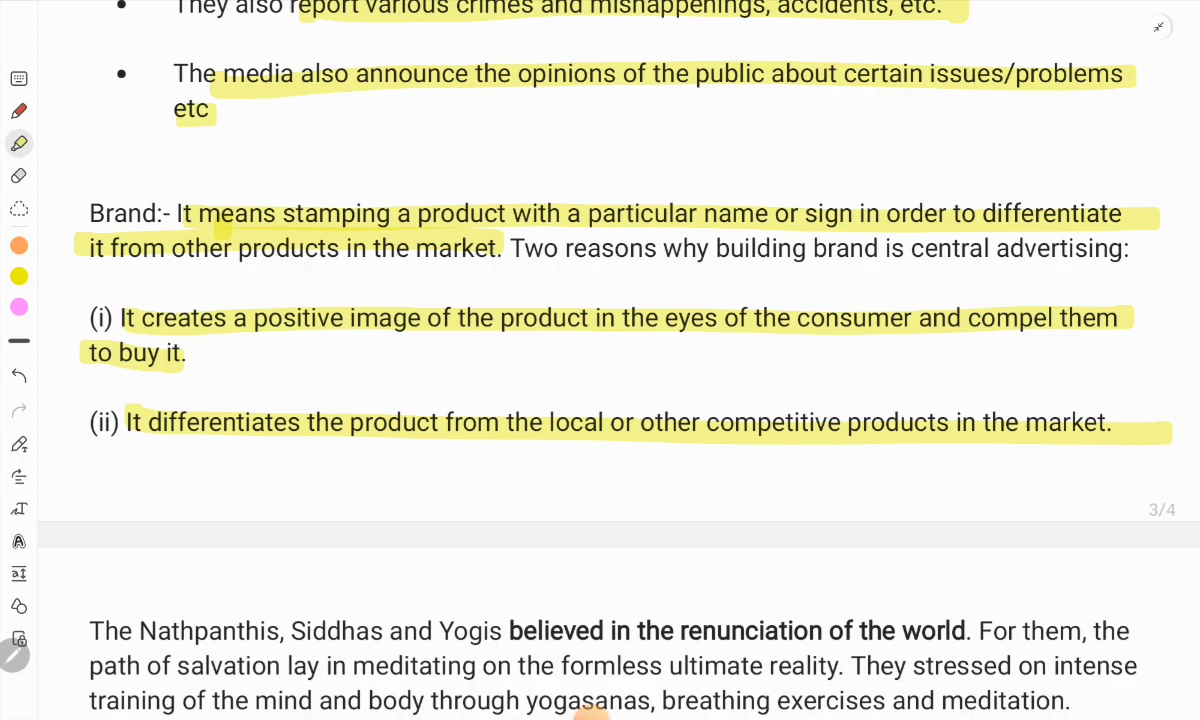 • They also report various crimes and mishappenings, accidents, etc.
• The media also announce the opinions of the public about certain issues/problems
etc
Brand:- It means stamping a product with a particular name or sign in order to differentiate
it from other products in the market. Two reasons why building brand is central advertising:
(i) It creates a positive image of the product in the eyes of the consumer and compel them
to buy it.
(ii) It differentiates the product from the local or other competitive products in the market.
3/4
The Nathpanthis, Siddhas and Yogis believed in the renunciation of the world. For them, the
path of salvation lay in meditating on the formless ultimate reality. They stressed on intense
training of the mind and body through yogasanas, breathing exercises and meditation.